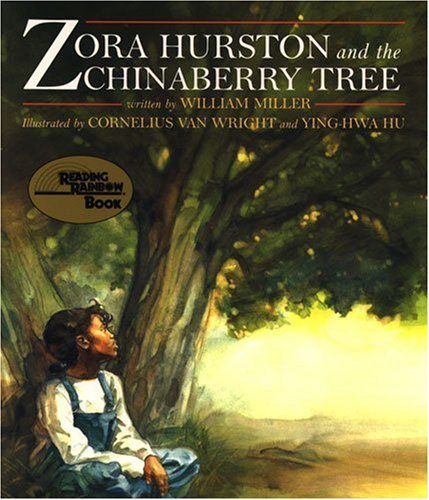 ZORA HURSTON and the
CHINABERRY TREE
written by WILLIAM MILLER
Illustrated by CORNELIUS VAN WRIGHT and YING-HWA HU
READING
RAINBOW
BOOK